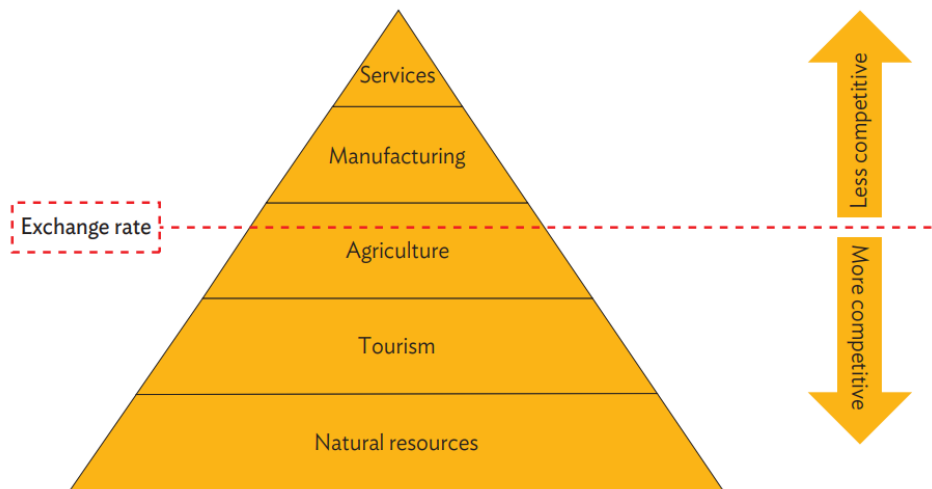 Services
Manufacturing
Exchange rate
Agriculture
Tourism
Natural resources
Less competitive
More competitive